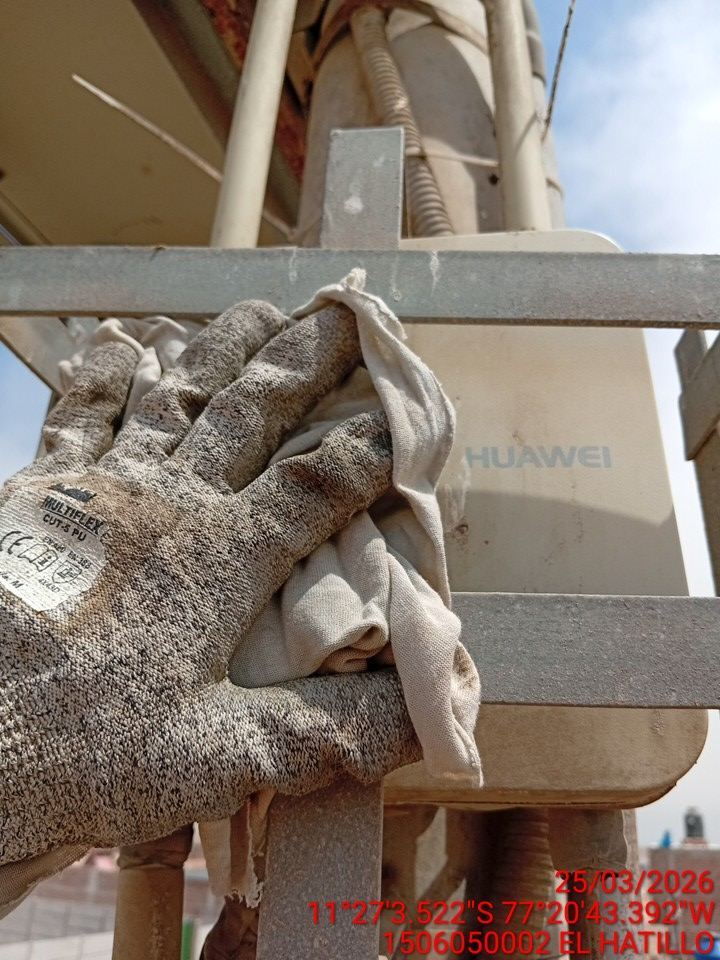 HUAWEI
MULTIFLEX
CUT-5 PU
CE
25/03/2026
11°27'3.522"S 77°20'43.392"W
1506050002 EL HATILLO